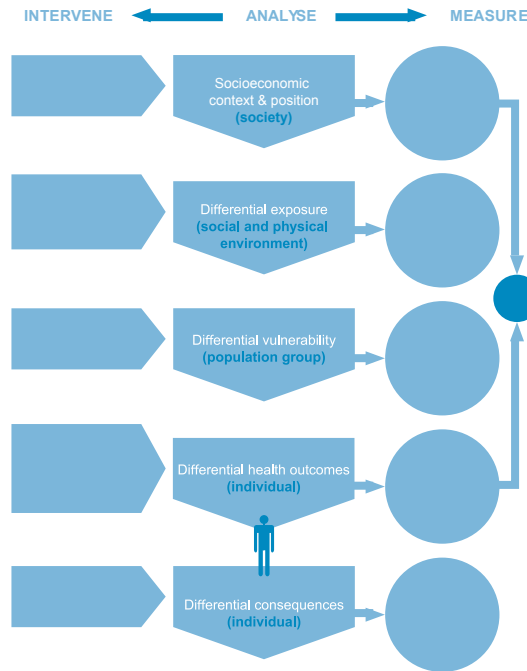 INTERVENE ANALYSE MEASURE
Socioeconomic
context & position
(society)
Differential exposure
(social and physical
environment)
Differential vulnerability
(population group)
Differential health outcomes
(individual)
Differential consequences
(individual)